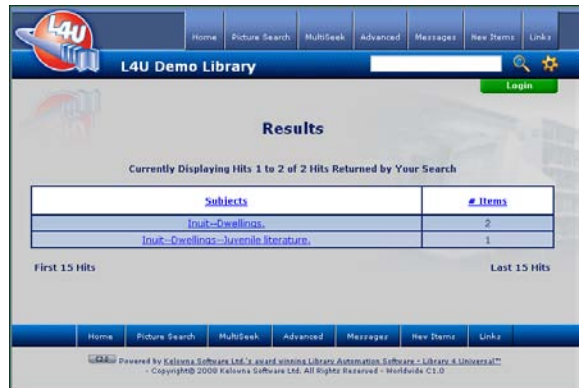 L4U
Home Picture Search MultiSeek Advanced Messages New Items Links
L4U Demo Library
Login
Results
Currently Displaying Hits 1 to 2 of 2 Hits Returned by Your Search
Subjects # Items
Inuit--Dwellings. 2
Inuit--Dwellings--Juvenile literature. 1
First 15 Hits Last 15 Hits
Home Picture Search MultiSeek Advanced Messages New Items Links
Powered by Kelowna Software Ltd.'s award winning Library Automation Software - Library 4 Universal™
- Copyright© 2008 Kelowna Software Ltd. All Rights Reserved - Worldwide C1.0